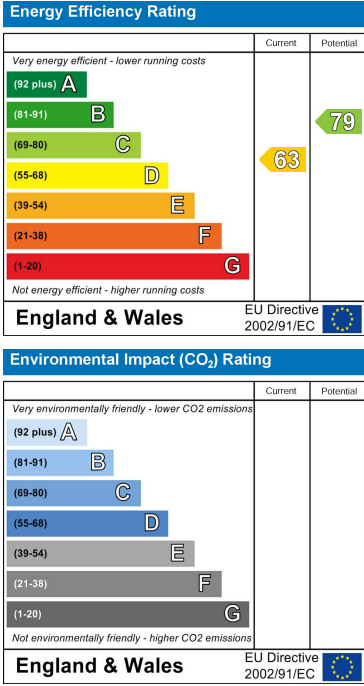 Energy Efficiency Rating
Current Potential
Very energy efficient - lower running costs
(92 plus) A
(81-91) B
(69-80) C
(55-68) D
(39-54) E
(21-38) F
(1-20) G
63
79
Not energy efficient - higher running costs
England & Wales
EU Directive
2002/91/EC
Environmental Impact (CO₂) Rating
Current Potential
Very environmentally friendly - lower CO2 emissions
(92 plus) A
(81-91) B
(69-80) C
(55-68) D
(39-54) E
(21-38) F
(1-20) G
Not environmentally friendly - higher CO2 emissions
England & Wales
EU Directive
2002/91/EC